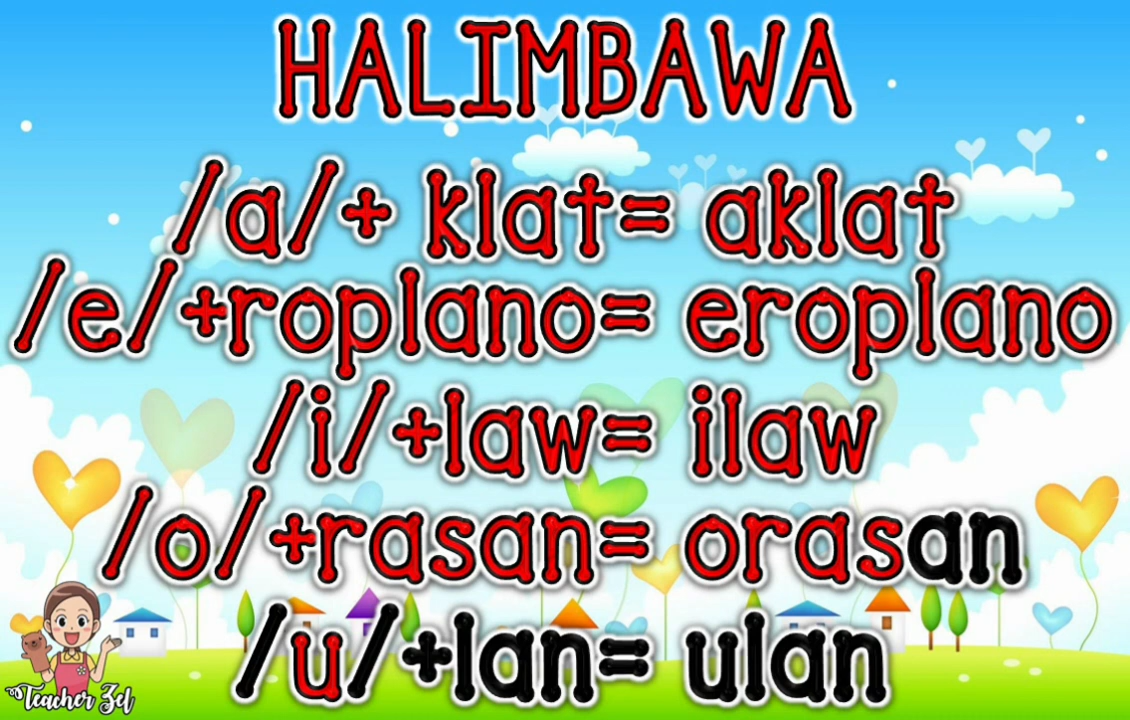 HALIMBAWA
/a/+ klat= aklat
/e/+roplano= eroplano
/i/+law= ilaw
/o/+rasan= orasan
/u/+lan= ulan
Teacher Zel